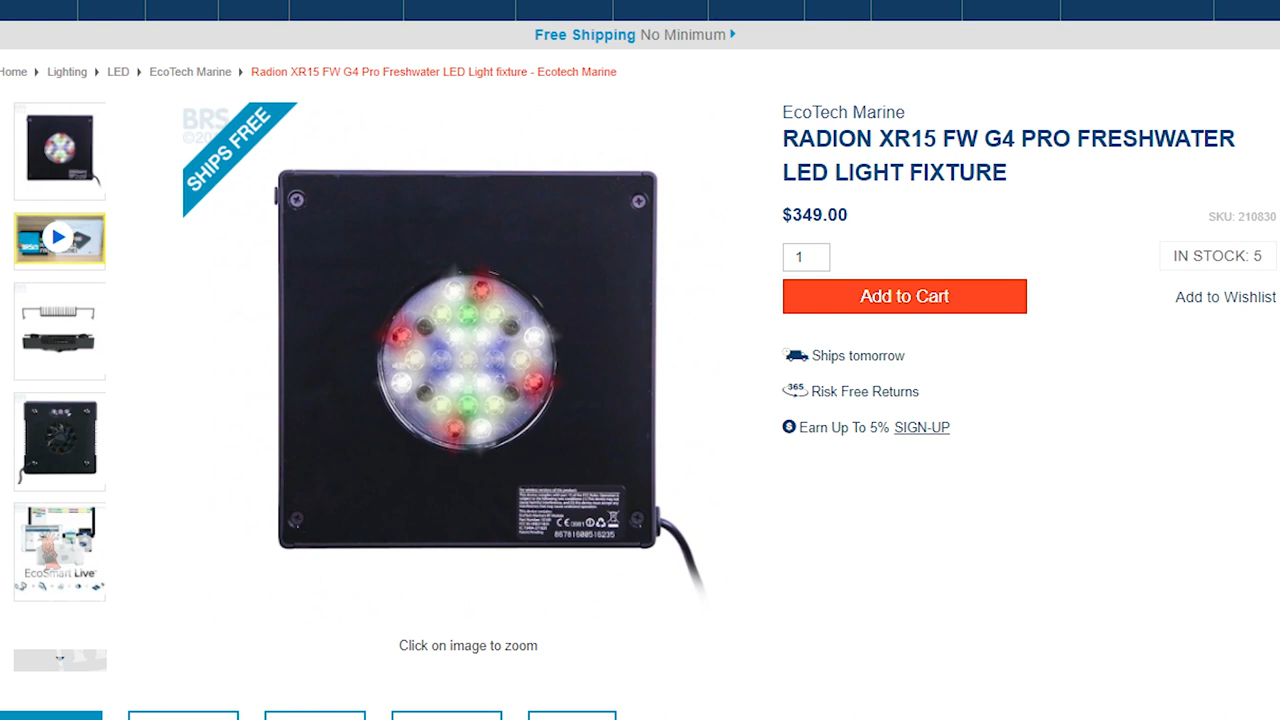 Free Shipping No Minimum
Home Lighting LED EcoTech Marine Radion XR15 FW G4 Pro Freshwater LED Light fixture - Ecotech Marine
BRS
SHIPS FREE
EcoTech Marine
RADION XR15 FW G4 PRO FRESHWATER
LED LIGHT FIXTURE
$349.00
SKU: 210830
1
IN STOCK: 5
Add to Cart
Add to Wishlist
Ships tomorrow
365
Risk Free Returns
Earn Up To 5% SIGN-UP
86781600516235
EcoSmart Live
Click on image to zoom